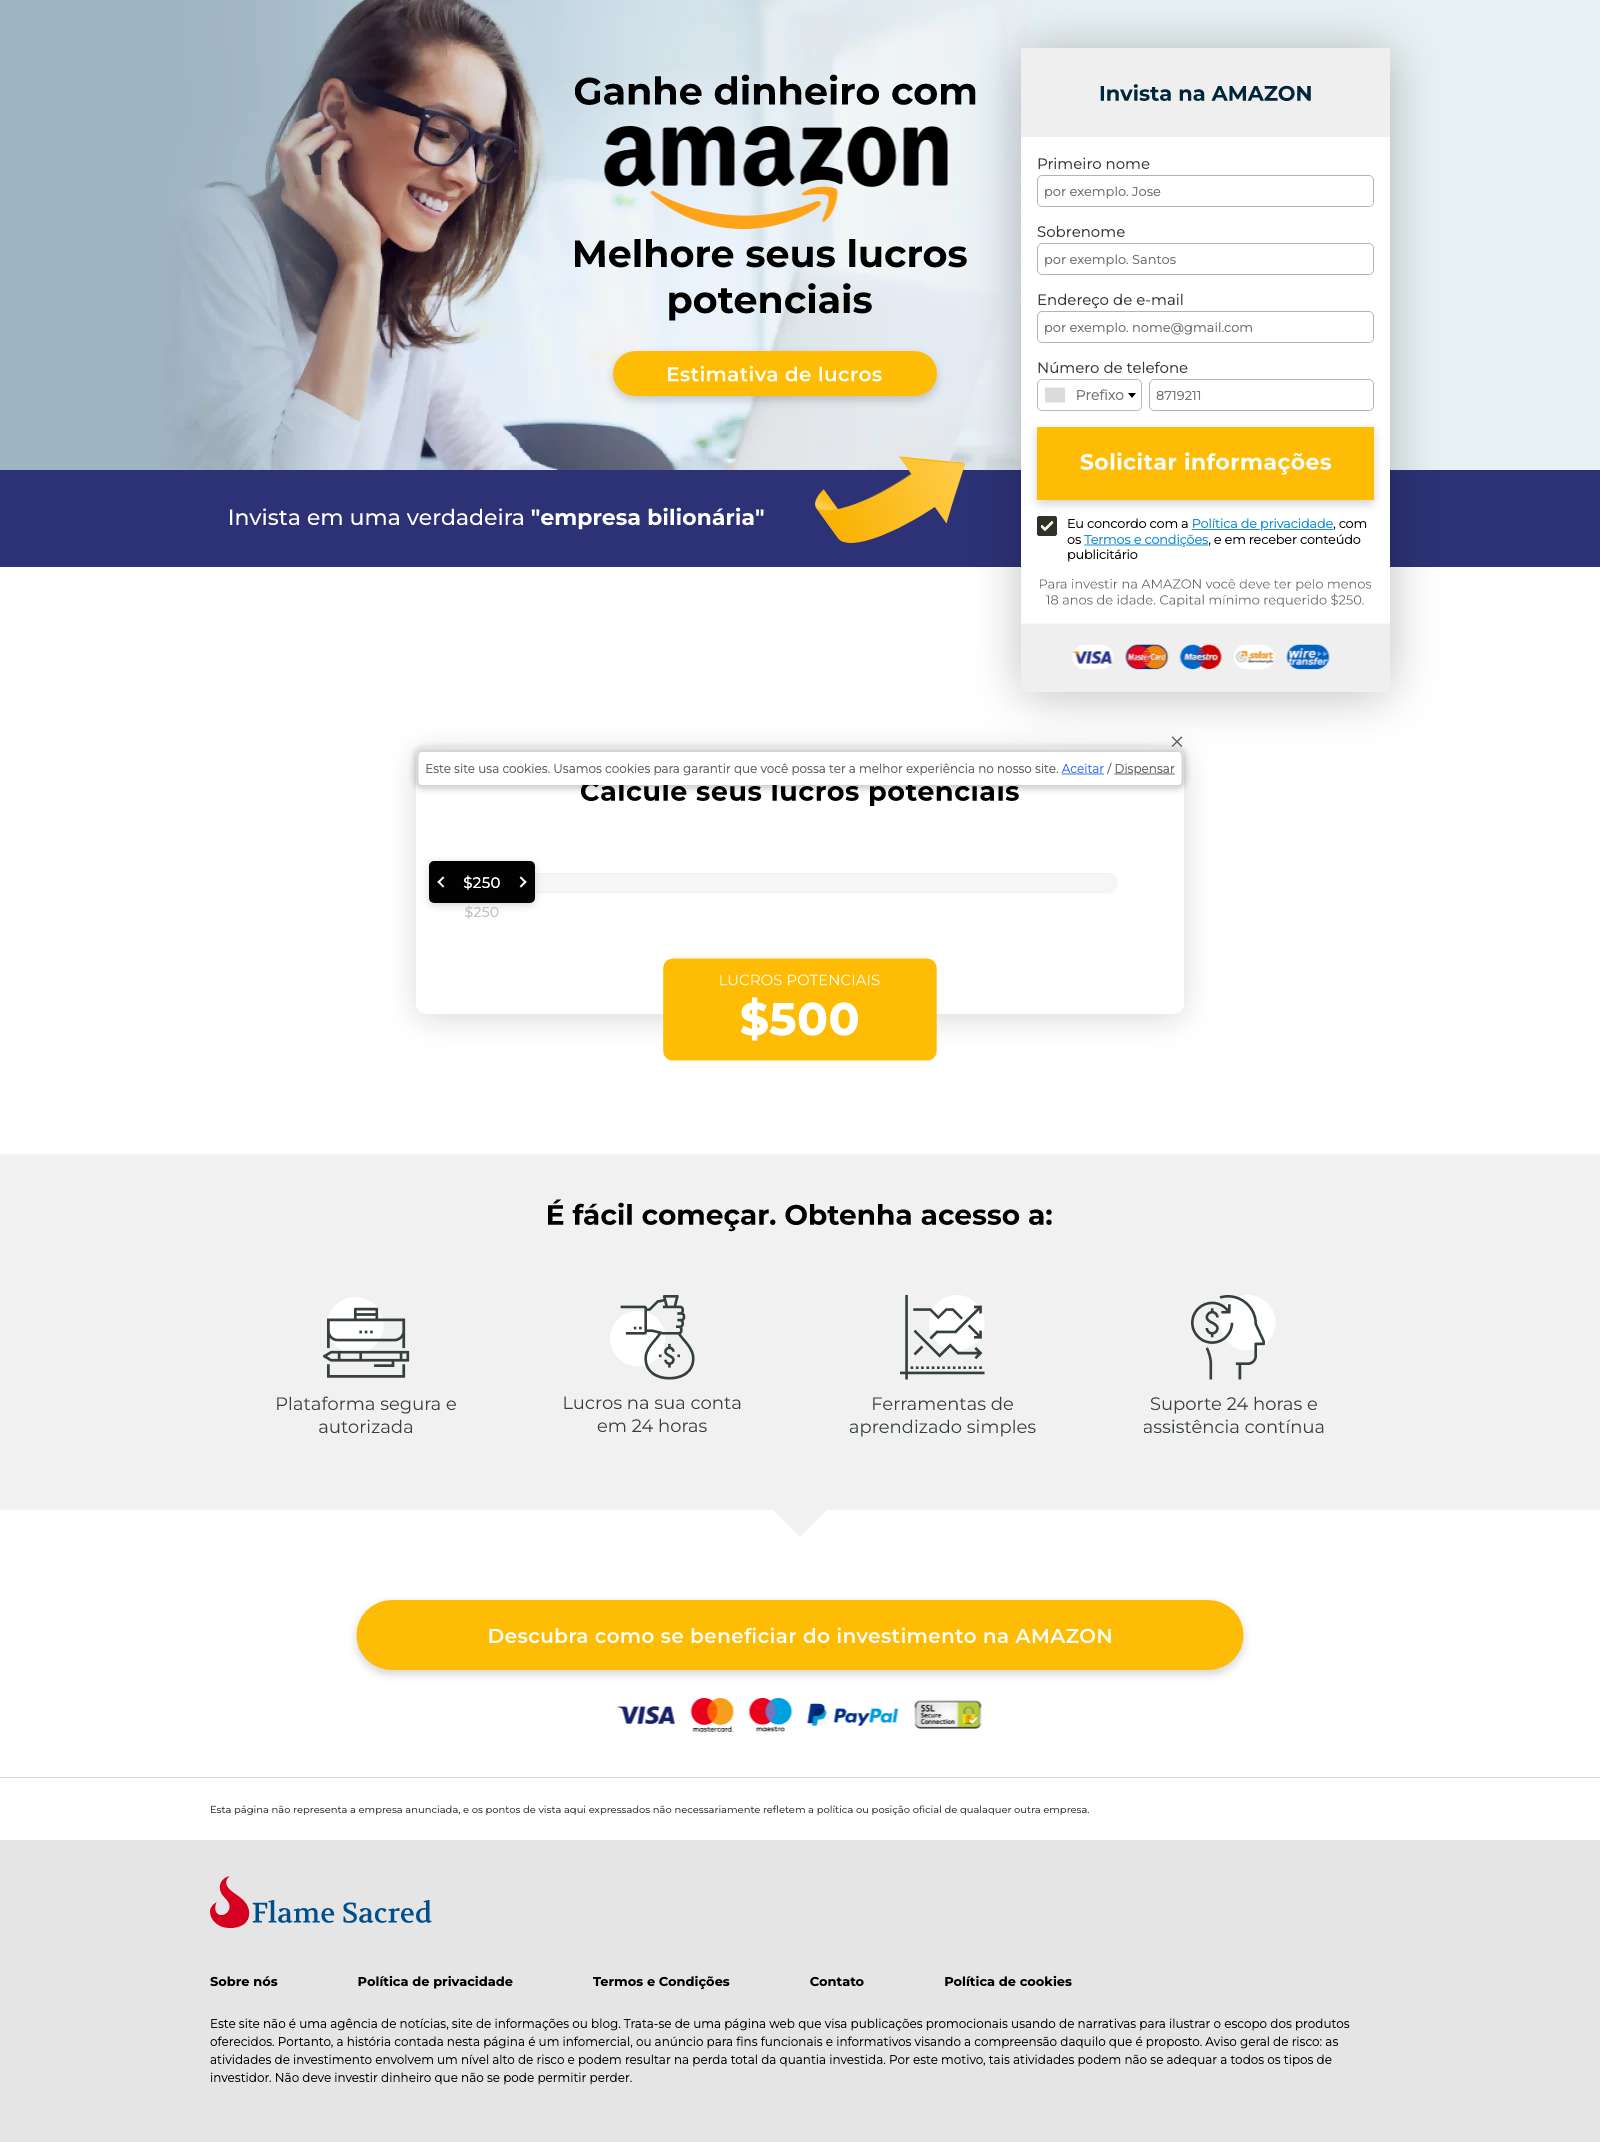 Ganhe dinheiro com
amazon
Melhore seus lucros
potenciais
Estimativa de lucros
Invista em uma verdadeira "empresa bilionária"
Invista na AMAZON
Primeiro nome
por exemplo. Jose
Sobrenome
por exemplo. Santos
Endereço de e-mail
por exemplo. nome@gmail.com
Número de telefone
Prefixo 8719211
Solicitar informações
Eu concordo com a Política de privacidade, com
os Termos e condições, e em receber conteúdo
publicitário
Para investir na AMAZON você deve ter pelo menos
18 anos de idade. Capital mínimo requerido $250.
VISA MasterCard Maestro sofort wire transfer
Este site usa cookies. Usamos cookies para garantir que você possa ter a melhor experiência no nosso site. Aceitar / Dispensar
Calcule seus lucros potenciais
$250
$250
LUCROS POTENCIAIS
$500
É fácil começar. Obtenha acesso a:
Plataforma segura e
autorizada
Lucros na sua conta
em 24 horas
Ferramentas de
aprendizado simples
Suporte 24 horas e
assistência contínua
Descubra como se beneficiar do investimento na AMAZON
VISA mastercard maestro PayPal SSL Secure Connection
Esta página não representa a empresa anunciada, e os pontos de vista aqui expressados não necessariamente refletem a política ou posição oficial de qualaquer outra empresa.
Flame Sacred
Sobre nós Política de privacidade Termos e Condições Contato Política de cookies
Este site não é uma agência de notícias, site de informações ou blog. Trata-se de uma página web que visa publicações promocionais usando de narrativas para ilustrar o escopo dos produtos
oferecidos. Portanto, a história contada nesta página é um infomercial, ou anúncio para fins funcionais e informativos visando a compreensão daquilo que é proposto. Aviso geral de risco: as
atividades de investimento envolvem um nível alto de risco e podem resultar na perda total da quantia investida. Por este motivo, tais atividades podem não se adequar a todos os tipos de
investidor. Não deve investir dinheiro que não se pode permitir perder.